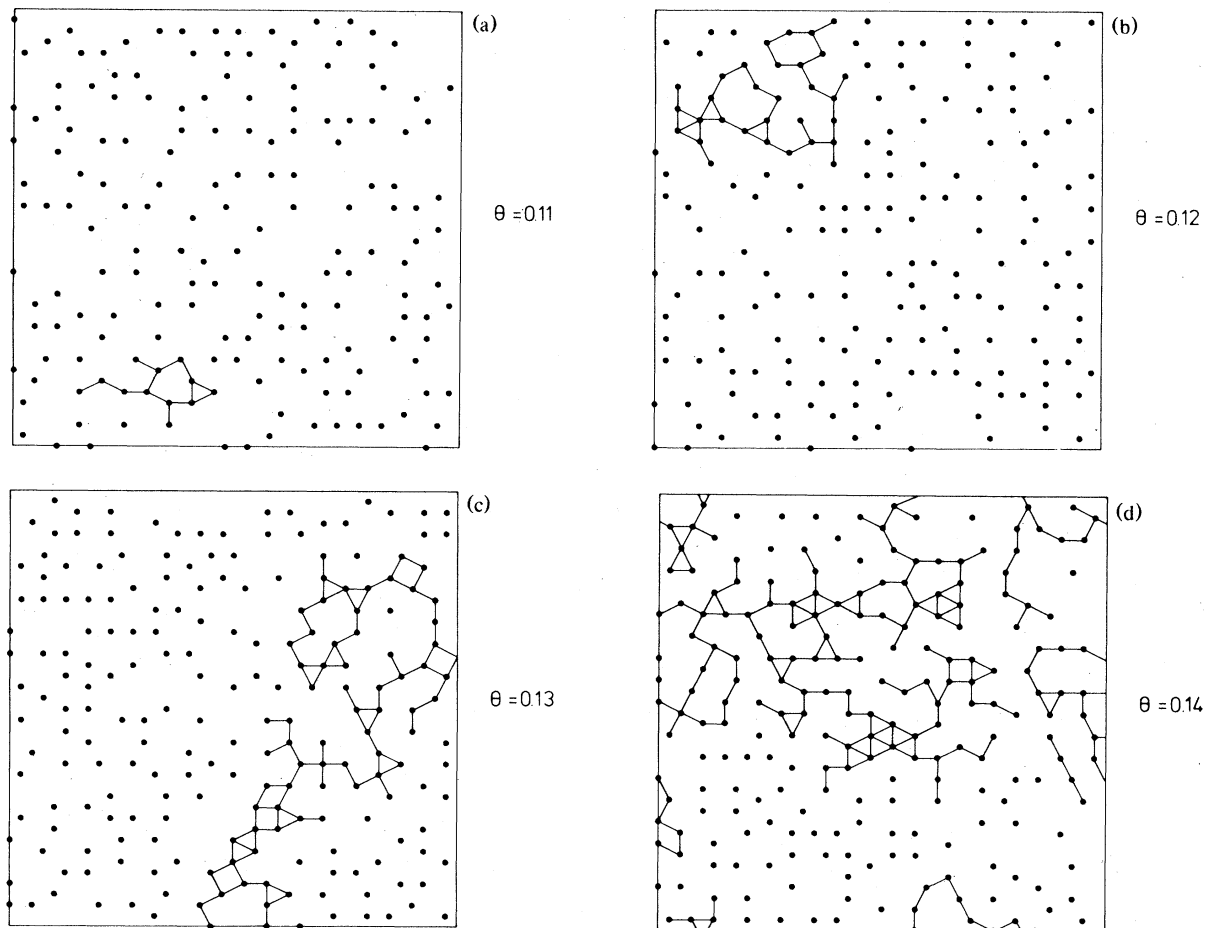 (a)
θ = 0.11
(b)
θ = 0.12
(c)
θ = 0.13
(d)
θ = 0.14